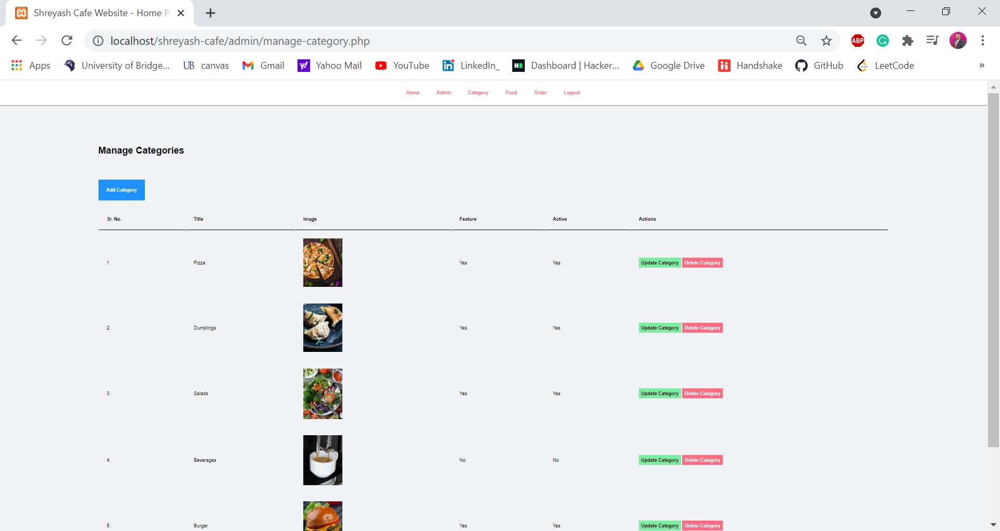 Shreyash Cafe Website - Home P
localhost/shreyash-cafe/admin/manage-category.php
ABP
Apps University of Bridge... UB canvas Gmail Yahoo Mail YouTube LinkedIn_ Dashboard | Hacker... Google Drive Handshake GitHub LeetCode »
Home Admin Category Food Order Logout
Manage Categories
Add Category
Sr. No. Title Image Feature Active Actions
1. Pizza Yes Yes Update Category Delete Category
2. Dumplings Yes Yes Update Category Delete Category
3. Salads Yes Yes Update Category Delete Category
4. Beverages No No Update Category Delete Category
5. Burger Yes Yes Update Category Delete Category